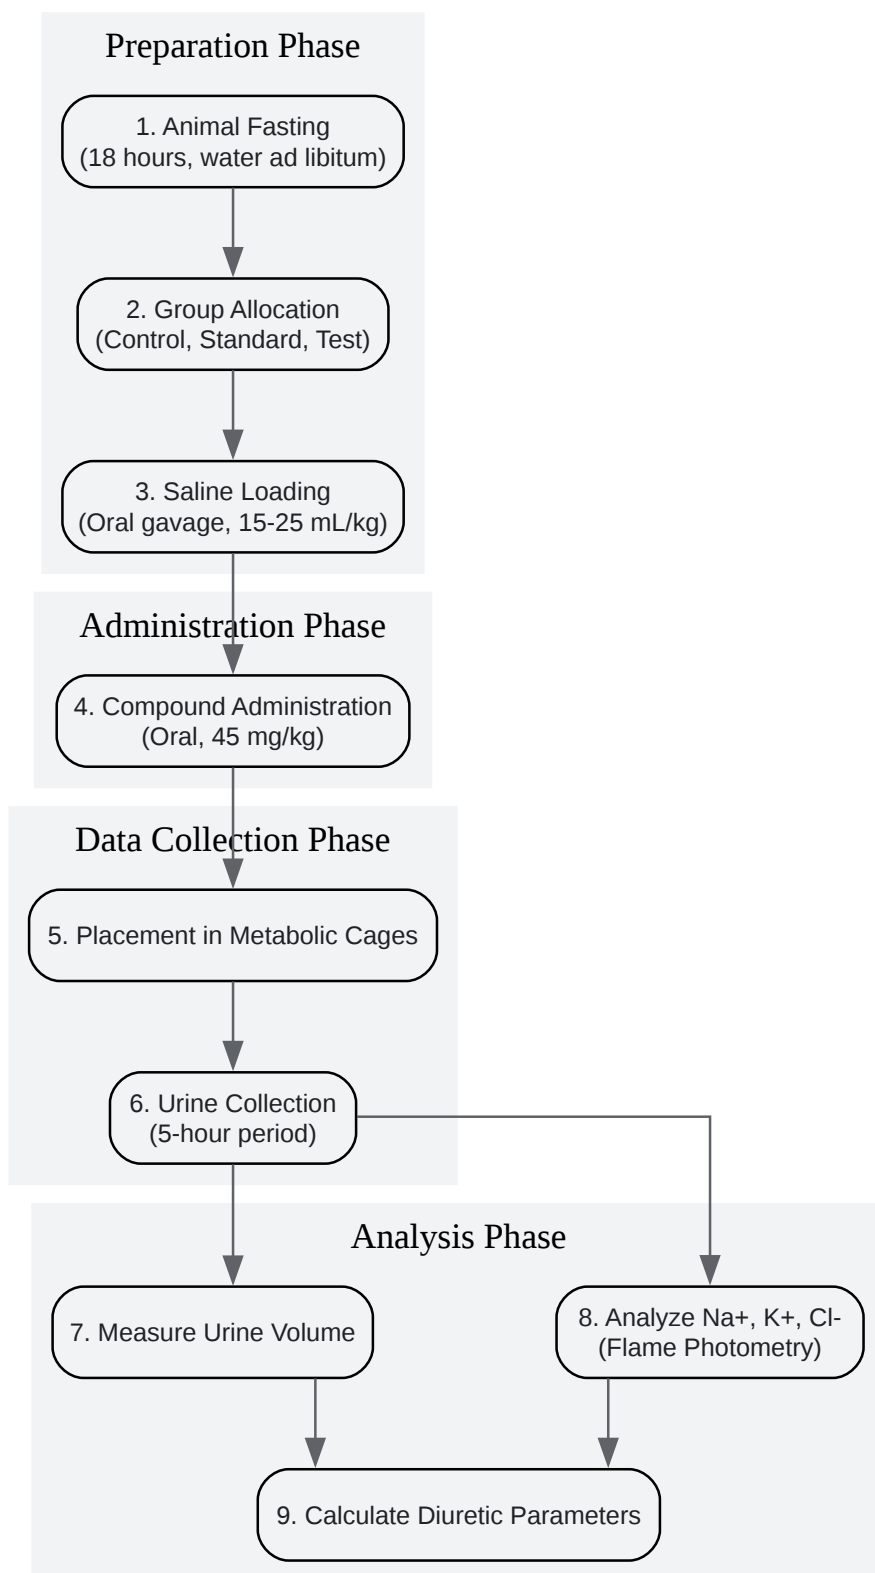 Preparation Phase
1. Animal Fasting
(18 hours, water ad libitum)
2. Group Allocation
(Control, Standard, Test)
3. Saline Loading
(Oral gavage, 15-25 mL/kg)
Administration Phase
4. Compound Administration
(Oral, 45 mg/kg)
Data Collection Phase
5. Placement in Metabolic Cages
6. Urine Collection
(5-hour period)
Analysis Phase
7. Measure Urine Volume
8. Analyze Na+, K+, Cl-
(Flame Photometry)
9. Calculate Diuretic Parameters